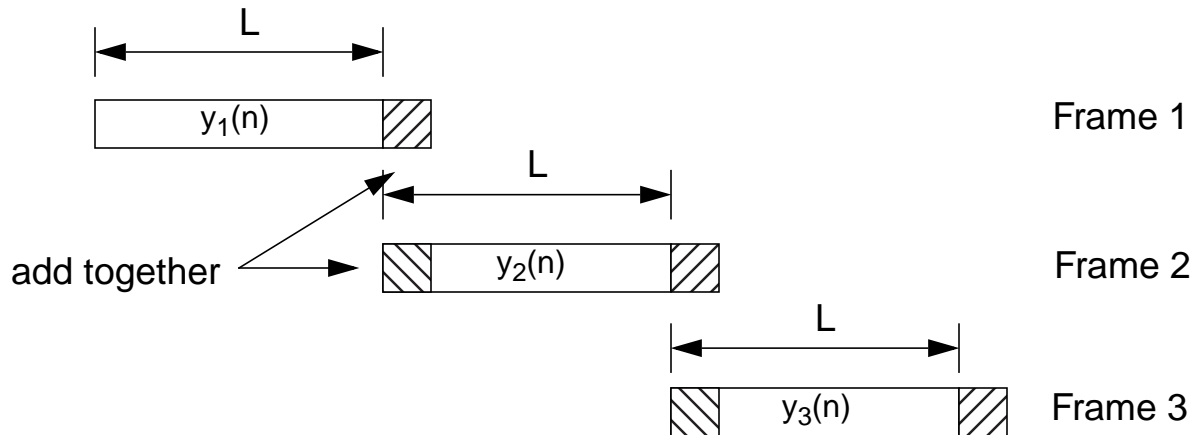 L
y₁(n)
Frame 1
L
add together
y₂(n)
Frame 2
L
y₃(n)
Frame 3